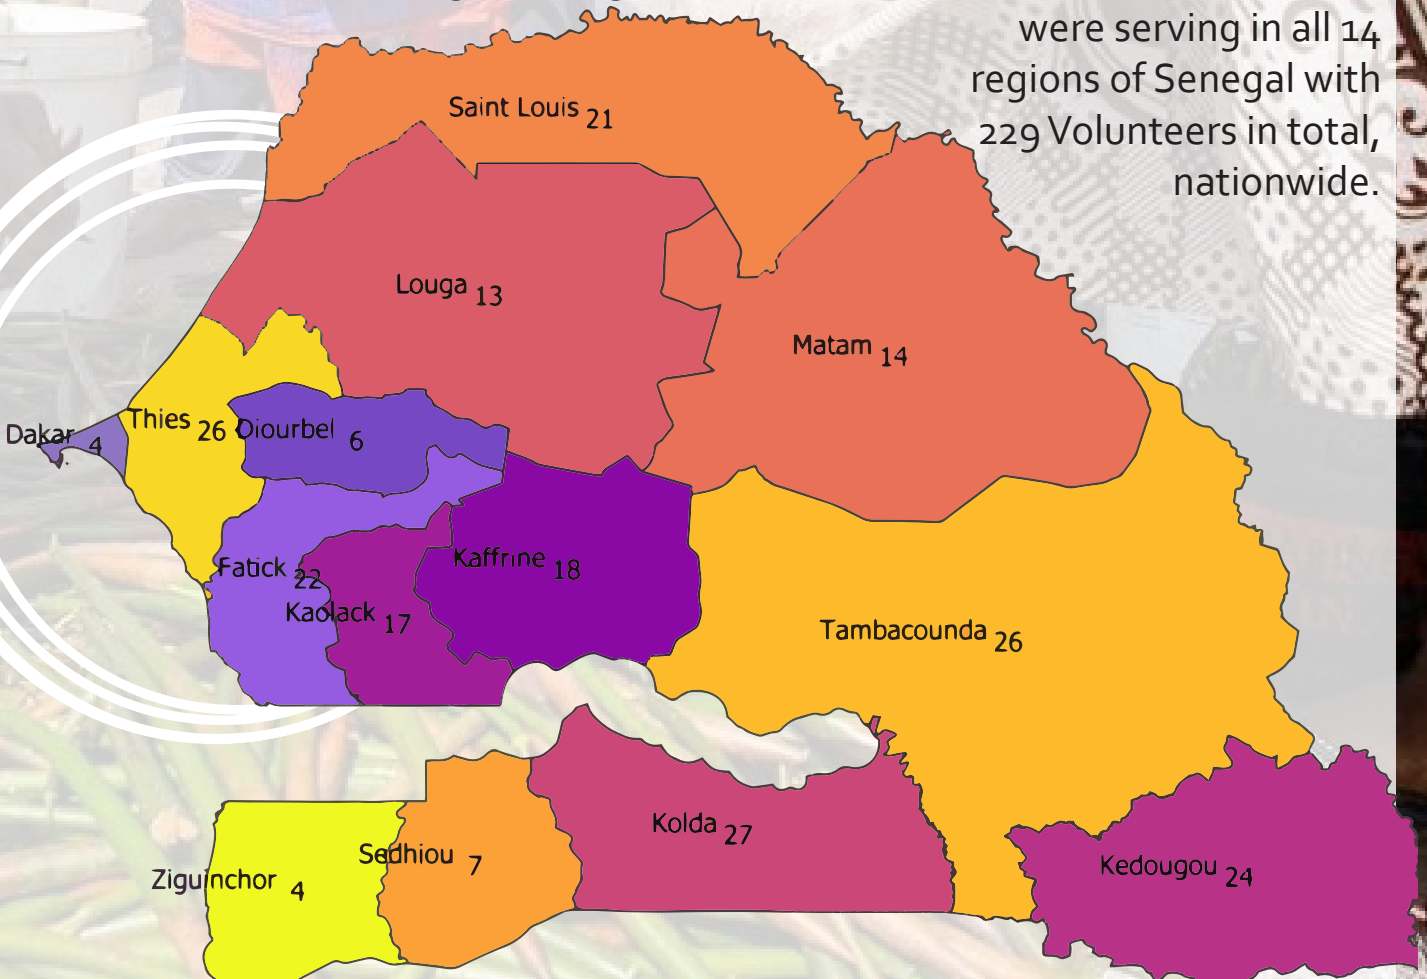 were serving in all 14
regions of Senegal with
229 Volunteers in total,
nationwide.
Saint Louis 21
Louga 13
Matam 14
Thies 26
Diourbel 6
Dakar 4
Fatick 22
Kaffrine 18
Kaolack 17
Tambacounda 26
Kolda 27
Sedhiou 7
Ziguinchor 4
Kedougou 24